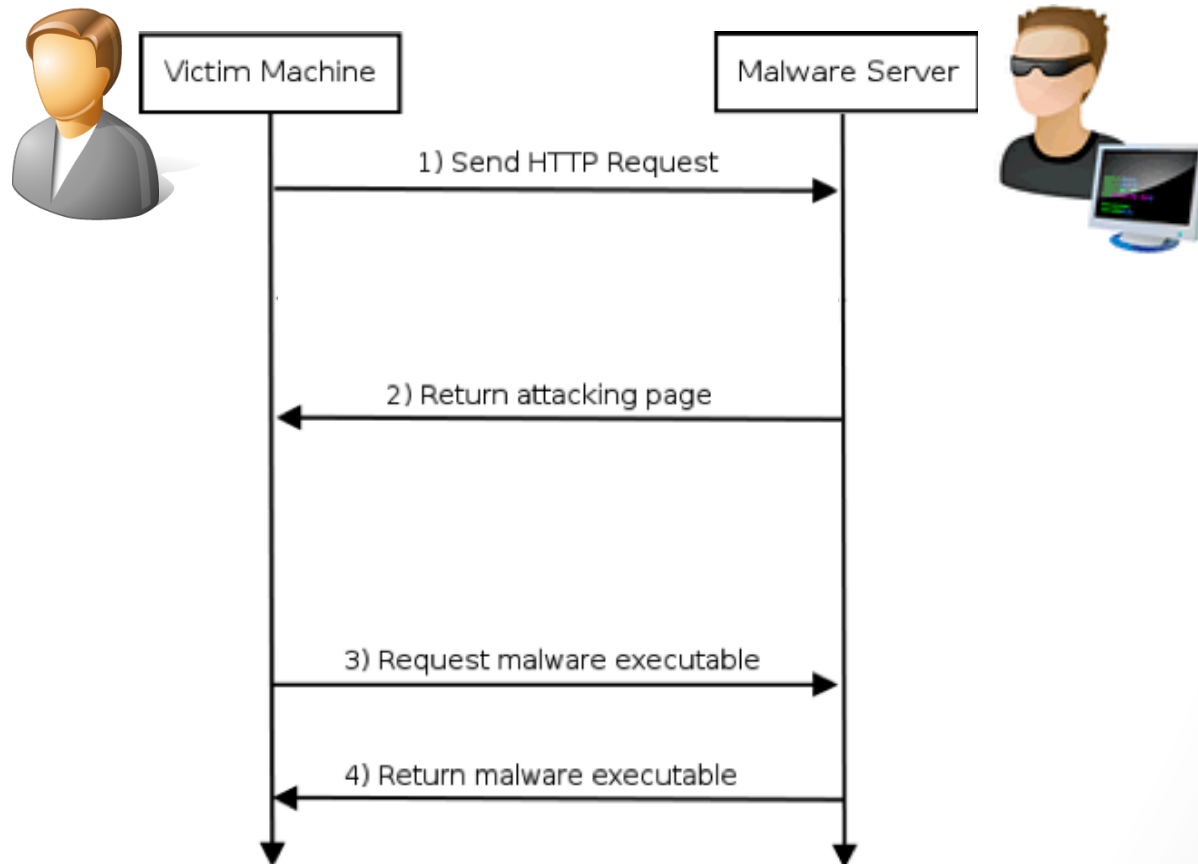 Victim Machine
Malware Server
1) Send HTTP Request
2) Return attacking page
3) Request malware executable
4) Return malware executable